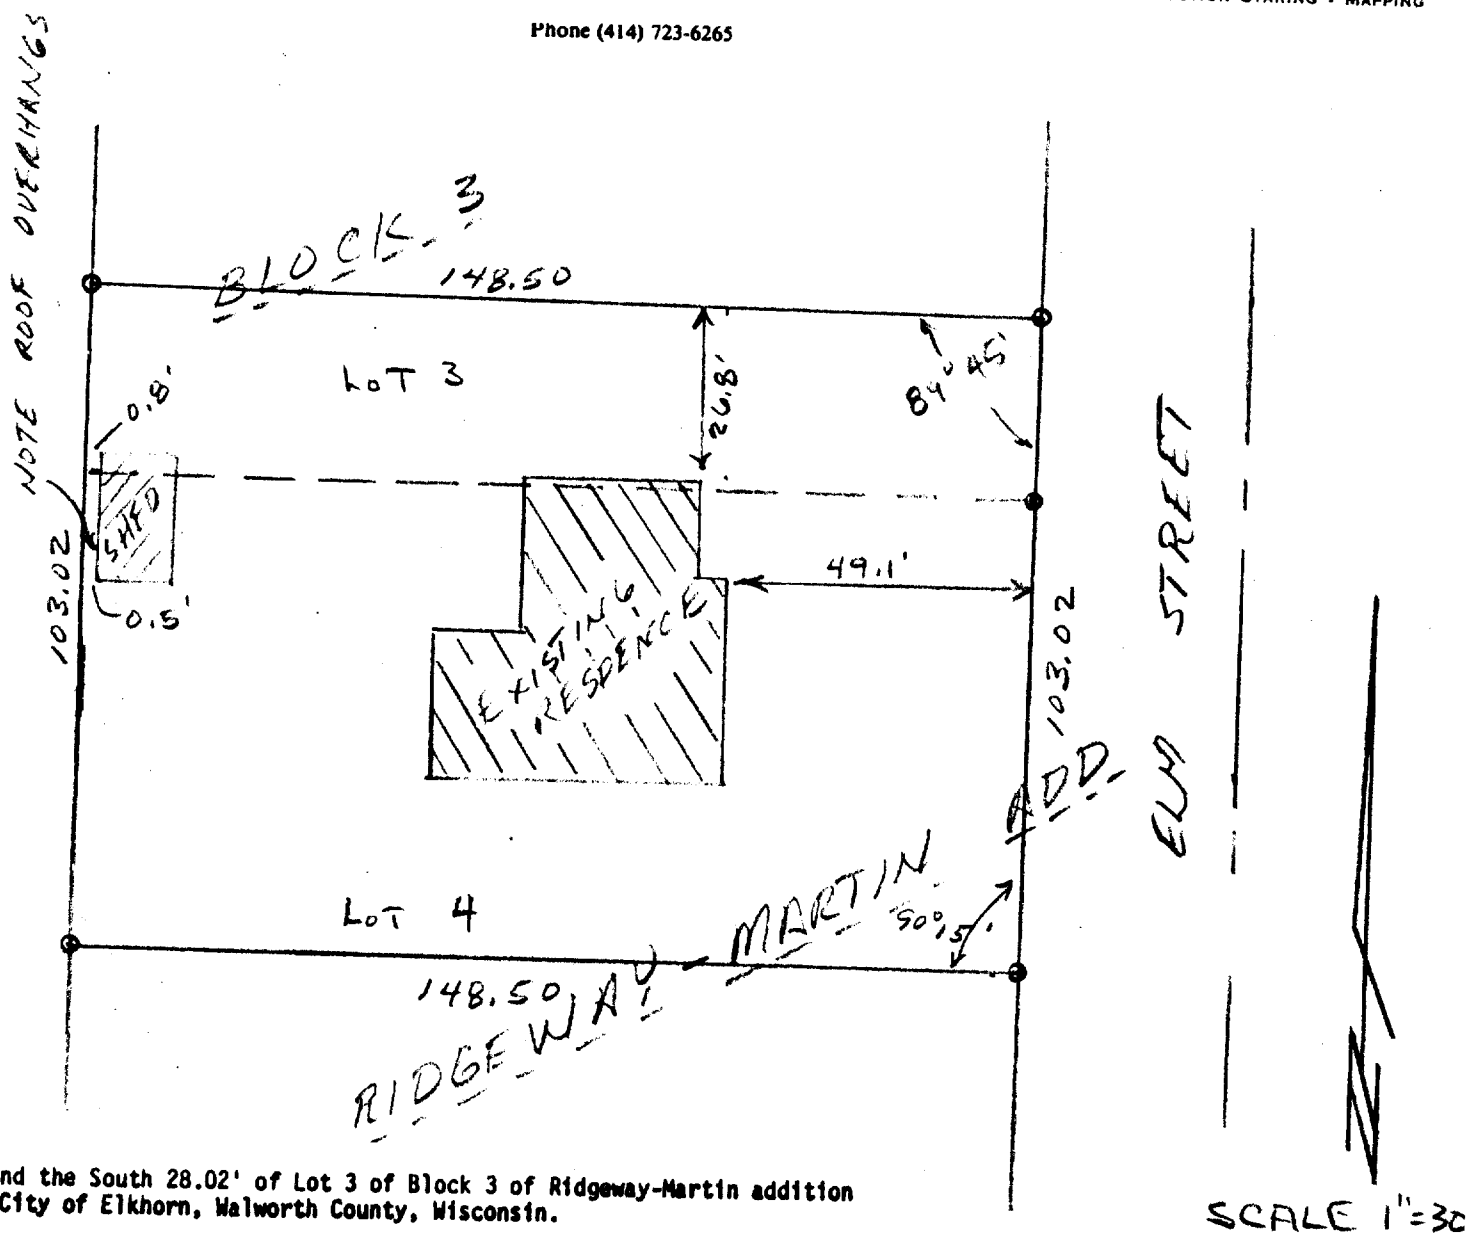 MAPPING
Phone (414) 723-6265
NOTE ROOF OVERHANGS
BLOCK 3
148.50
LOT 3
26.8'
89° 45'
0.8'
SHED
0.5'
103.02
49.1'
EXISTING
RESDENCE
103.02
ELM STREET
LOT 4
90° 15'
148.50
RIDGEWAY - MARTIN ADD.
N
nd the South 28.02' of Lot 3 of Block 3 of Ridgeway-Martin addition
City of Elkhorn, Walworth County, Wisconsin.
SCALE 1"=30